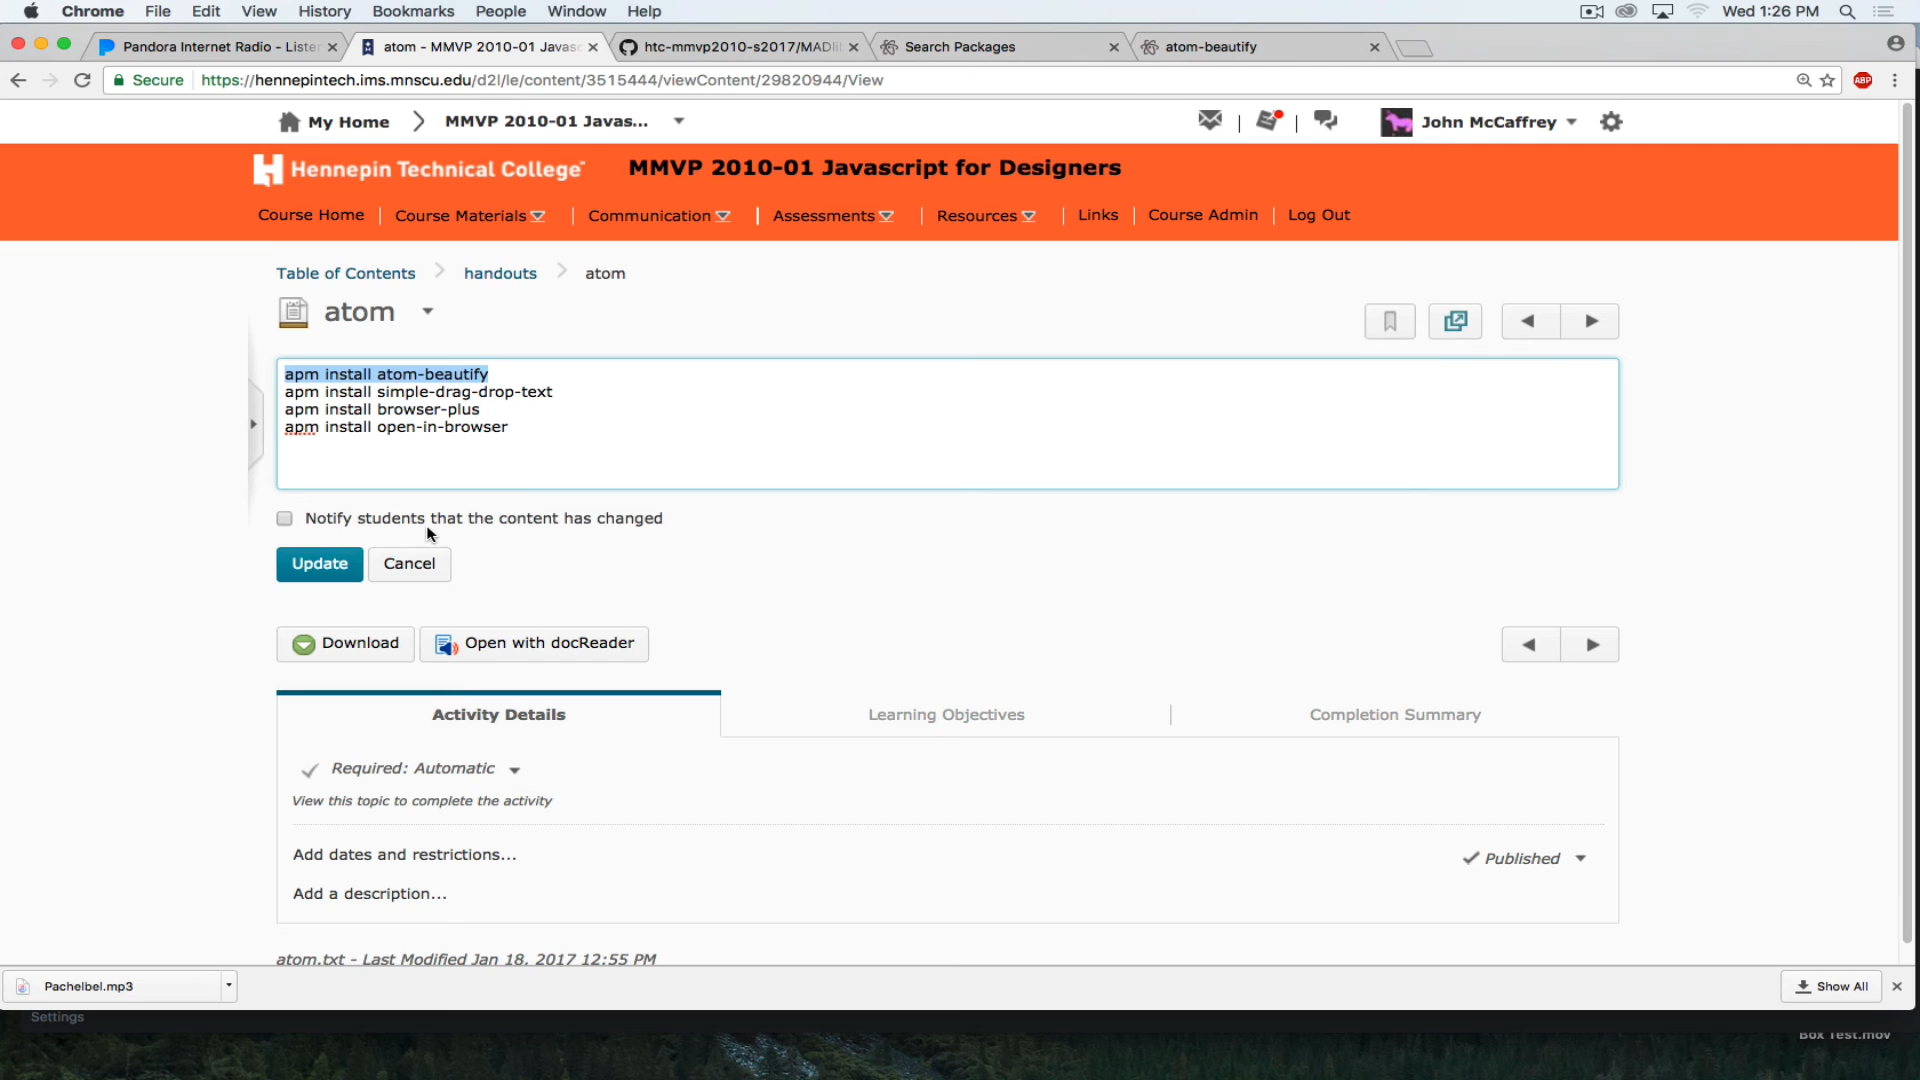 Chrome File Edit View History Bookmarks People Window Help Wed 1:26 PM
Pandora Internet Radio - Lister
atom - MMVP 2010-01 Javasc
htc-mmvp2010-s2017/MADlil
Search Packages
atom-beautify
Secure https://hennepintech.ims.mnscu.edu/d2l/le/content/3515444/viewContent/29820944/View ABP
My Home MMVP 2010-01 Javas... John McCaffrey
Hennepin Technical College MMVP 2010-01 Javascript for Designers
Course Home Course Materials Communication Assessments Resources Links Course Admin Log Out
Table of Contents handouts atom
atom
apm install atom-beautify
apm install simple-drag-drop-text
apm install browser-plus
apm install open-in-browser
Notify students that the content has changed
Update Cancel
Download Open with docReader
Activity Details Learning Objectives Completion Summary
Required: Automatic
View this topic to complete the activity
Add dates and restrictions...
Published
Add a description...
atom.txt - Last Modified Jan 18, 2017 12:55 PM
Pachelbel.mp3 Show All
Settings
Box Test.mov